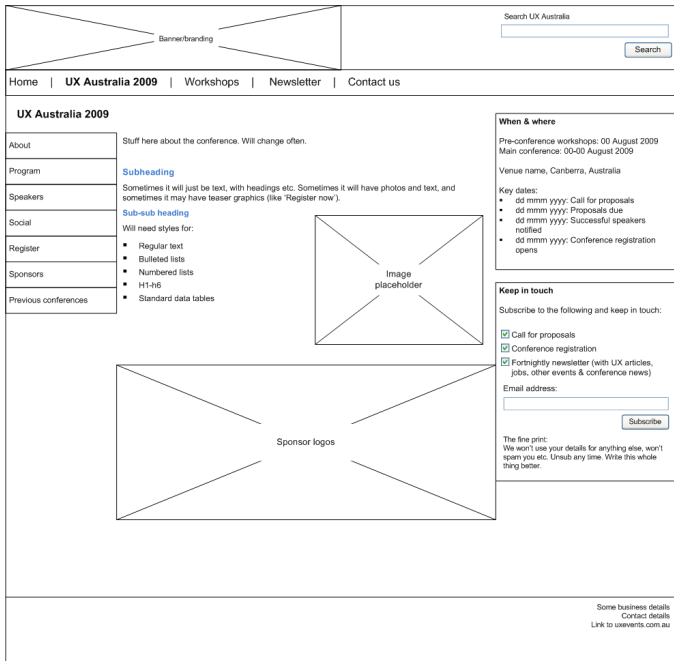 Banner/branding
Search UX Australia
Search
Home | UX Australia 2009 | Workshops | Newsletter | Contact us
UX Australia 2009
About
Program
Speakers
Social
Register
Sponsors
Previous conferences
Stuff here about the conference. Will change often.
Subheading
Sometimes it will just be text, with headings etc. Sometimes it will have photos and text, and
sometimes it may have teaser graphics (like ‘Register now’).
Sub-sub heading
Will need styles for:
▪ Regular text
▪ Bulleted lists
▪ Numbered lists
▪ H1-h6
▪ Standard data tables
Image
placeholder
Sponsor logos
When & where
Pre-conference workshops: 00 August 2009
Main conference: 00-00 August 2009
Venue name, Canberra, Australia
Key dates:
▪ dd mmm yyyy: Call for proposals
▪ dd mmm yyyy: Proposals due
▪ dd mmm yyyy: Successful speakers
notified
▪ dd mmm yyyy: Conference registration
opens
Keep in touch
Subscribe to the following and keep in touch:
Call for proposals
Conference registration
Fortnightly newsletter (with UX articles,
jobs, other events & conference news)
Email address:
Subscribe
The fine print:
We won't use your details for anything else, won't
spam you etc. Unsub any time. Write this whole
thing better.
Some business details
Contact details
Link to uxevents.com.au